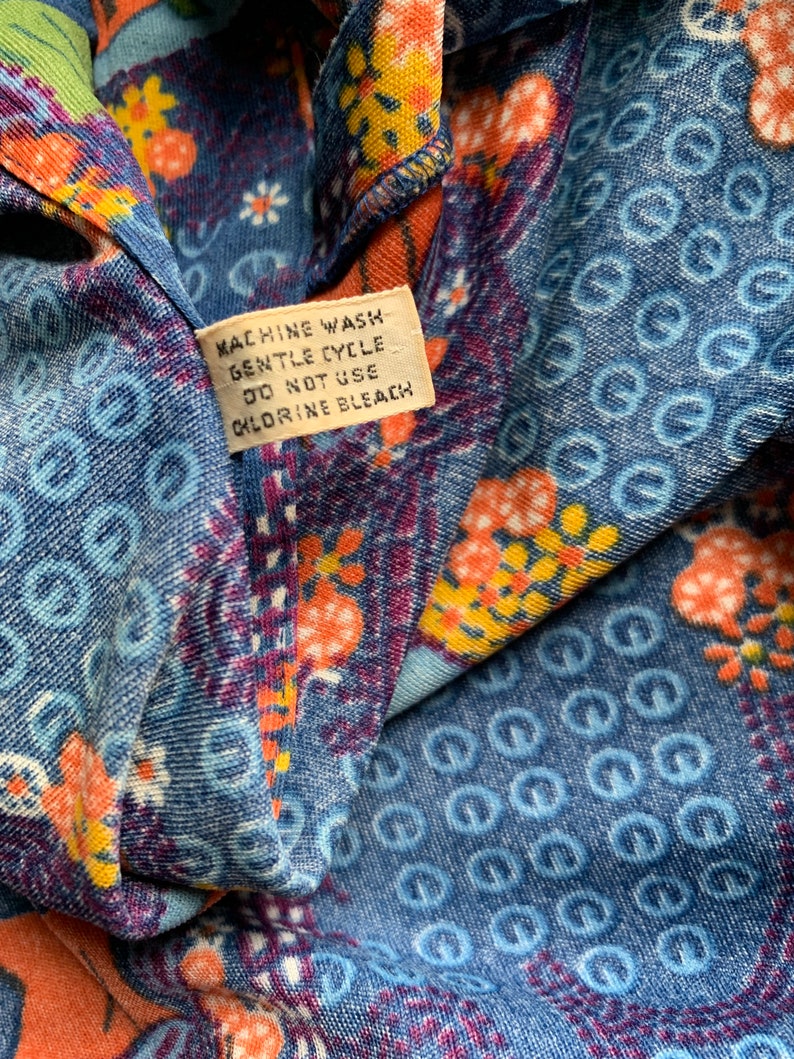 MACHINE WASH
GENTLE CYCLE
DO NOT USE
CHLORINE BLEACH